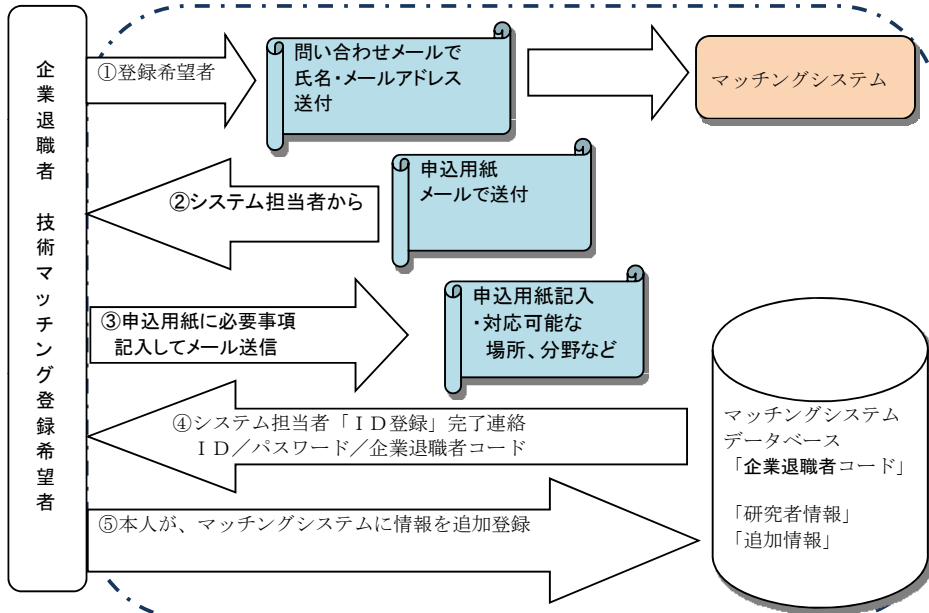 企業退職者　技術マッチング登録希望者
①登録希望者
問い合わせメールで
氏名・メールアドレス
送付
マッチングシステム
②システム担当者から
申込用紙
メールで送付
③申込用紙に必要事項
記入してメール送信
申込用紙記入
・対応可能な
場所、分野など
④システム担当者「ＩＤ登録」完了連絡
ＩＤ／パスワード／企業退職者コード
マッチングシステム
データベース
「企業退職者コード」
「研究者情報」
「追加情報」
⑤本人が、マッチングシステムに情報を追加登録